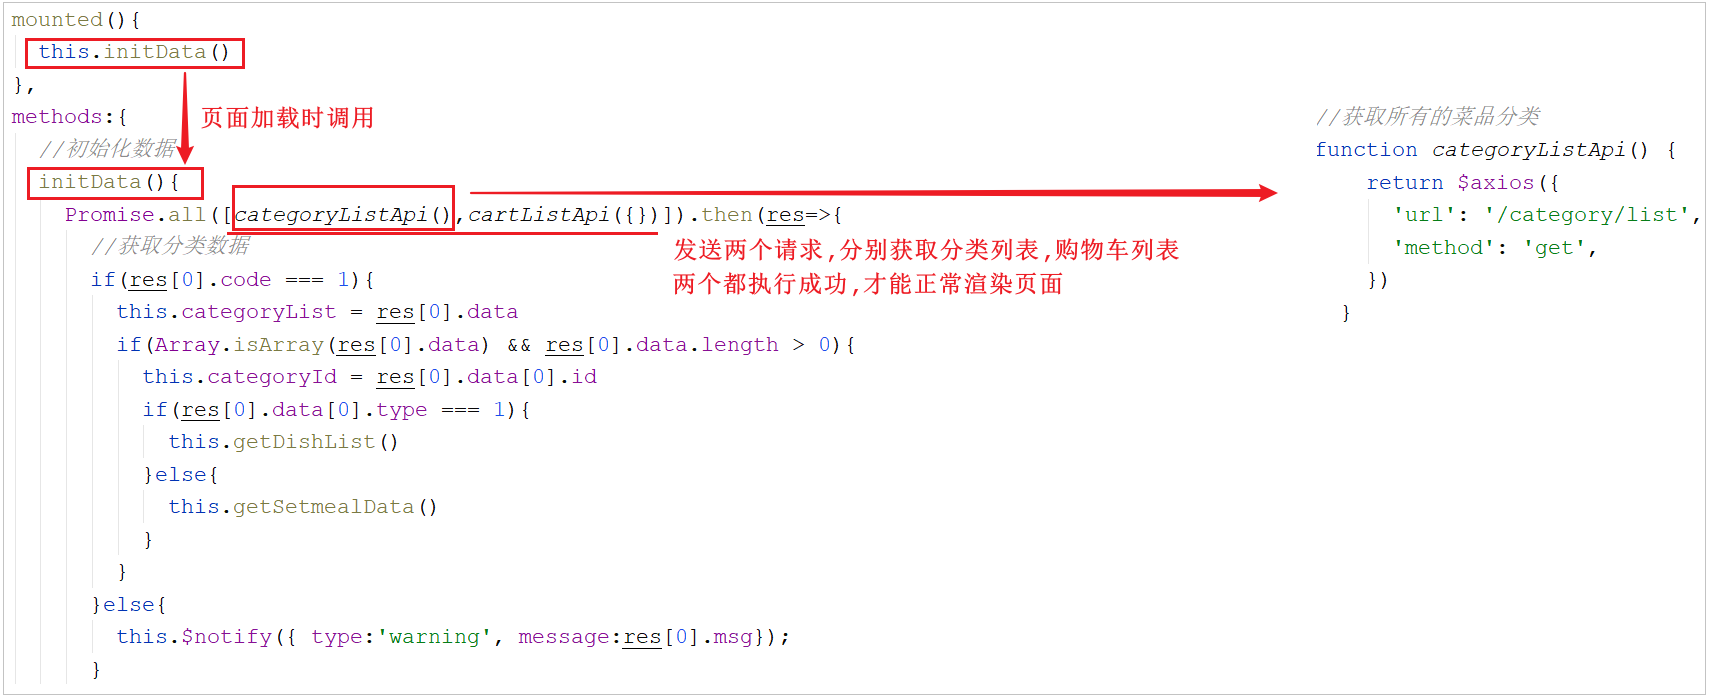 mounted(){
this.initData()
},
methods:{
页面加载时调用
//初始化数据
initData(){
Promise.all([categoryListApi(),cartListApi({})]).then(res=>{
//获取分类数据
发送两个请求,分别获取分类列表,购物车列表
两个都执行成功,才能正常渲染页面
if(res[0].code === 1){
this.categoryList = res[0].data
if(Array.isArray(res[0].data) && res[0].data.length > 0){
this.categoryId = res[0].data[0].id
if(res[0].data[0].type === 1){
this.getDishList()
}else{
this.getSetmealData()
}
}
}else{
this.$notify({ type:'warning', message:res[0].msg});
}
//获取所有的菜品分类
function categoryListApi() {
return $axios({
'url': '/category/list',
'method': 'get',
})
}